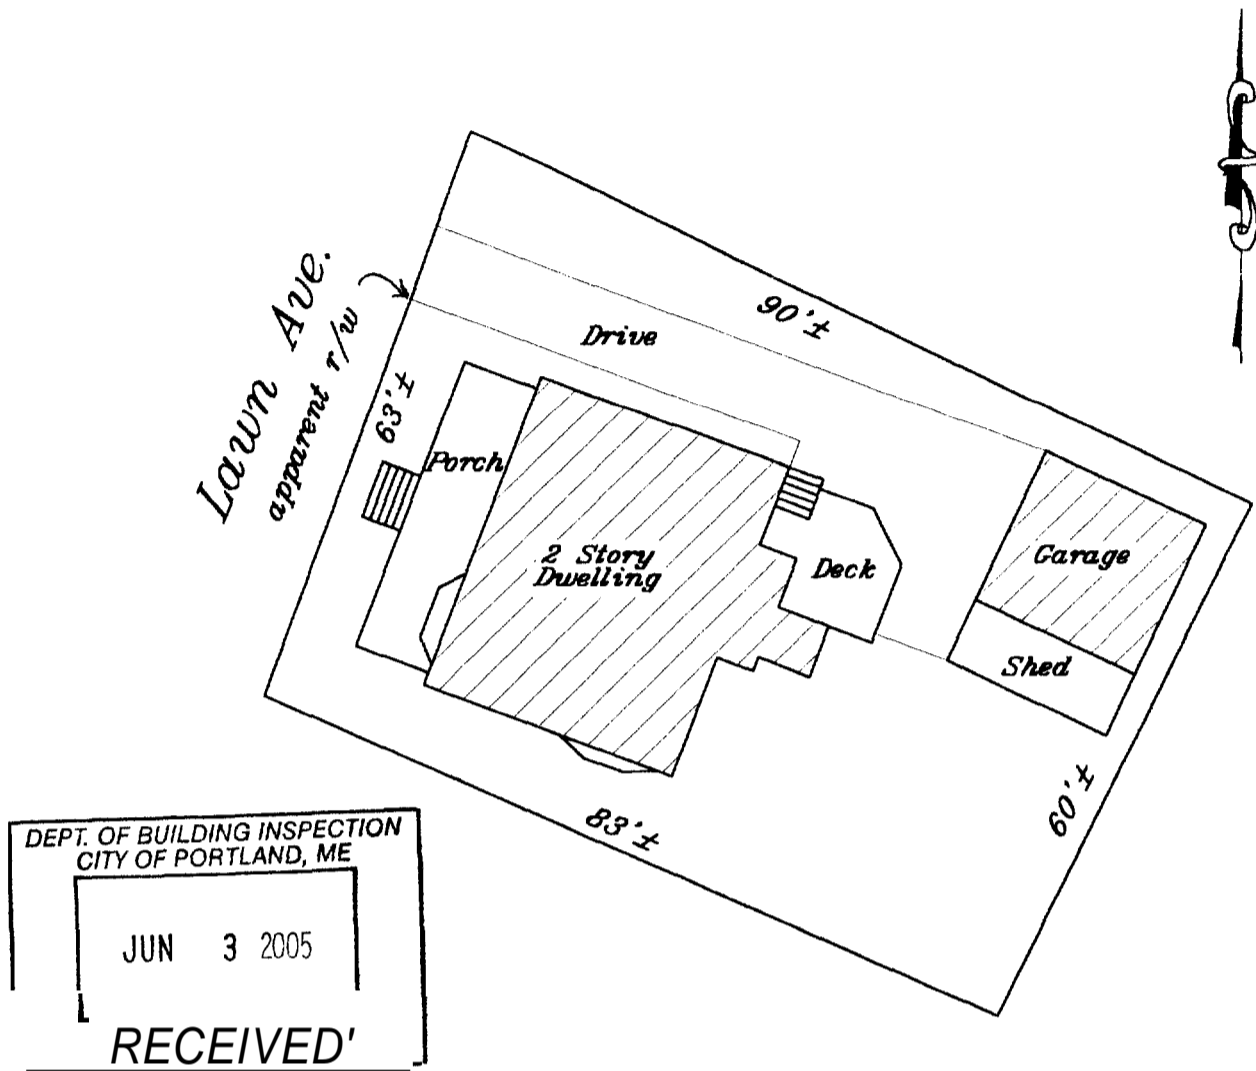 Lawn Ave.
apparent r/w
90'±
Drive
63'±
Porch
2 Story
Dwelling
Deck
Garage
Shed
60'±
83'±
DEPT. OF BUILDING INSPECTION
CITY OF PORTLAND, ME
JUN 3 2005
RECEIVED'